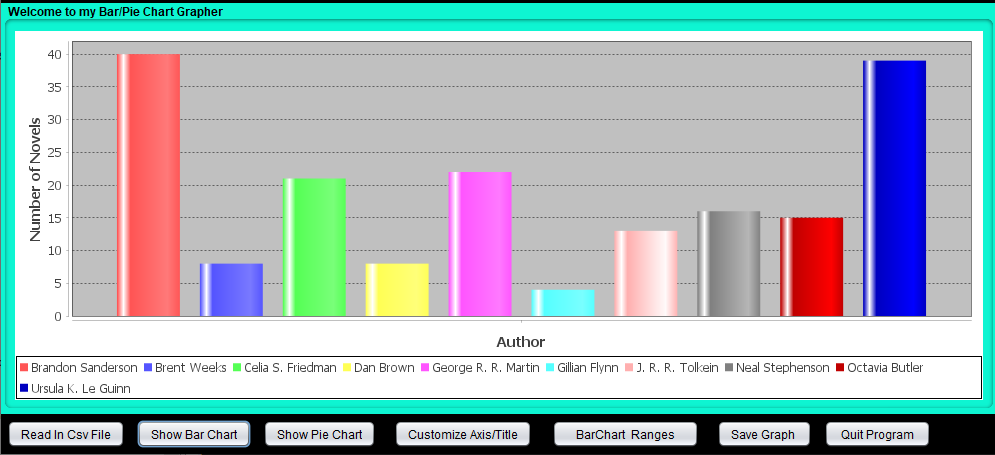 Welcome to my Bar/Pie Chart Grapher
Number of Novels
40
35
30
25
20
15
10
5
0
Author
Brandon Sanderson Brent Weeks Celia S. Friedman Dan Brown George R. R. Martin Gillian Flynn J. R. R. Tolkein Neal Stephenson Octavia Butler
Ursula K. Le Guinn
Read In Csv File Show Bar Chart Show Pie Chart Customize Axis/Title BarChart Ranges Save Graph Quit Program